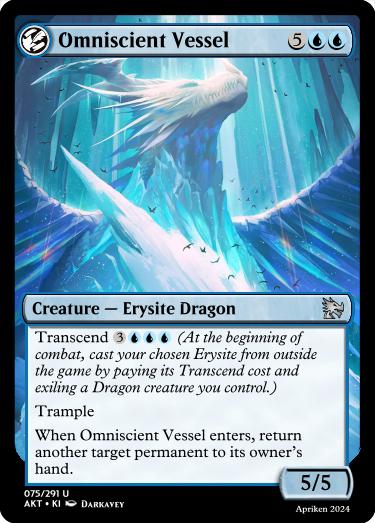 Omniscient Vessel 5
Creature — Erysite Dragon
Transcend 3 (At the beginning of
combat, cast your chosen Erysite from outside
the game by paying its Transcend cost and
exiling a Dragon creature you control.)
Trample
When Omniscient Vessel enters, return
another target permanent to its owner's
hand.
5/5
075/291 U
AKT • KI DARKAVEY
Apriken 2024